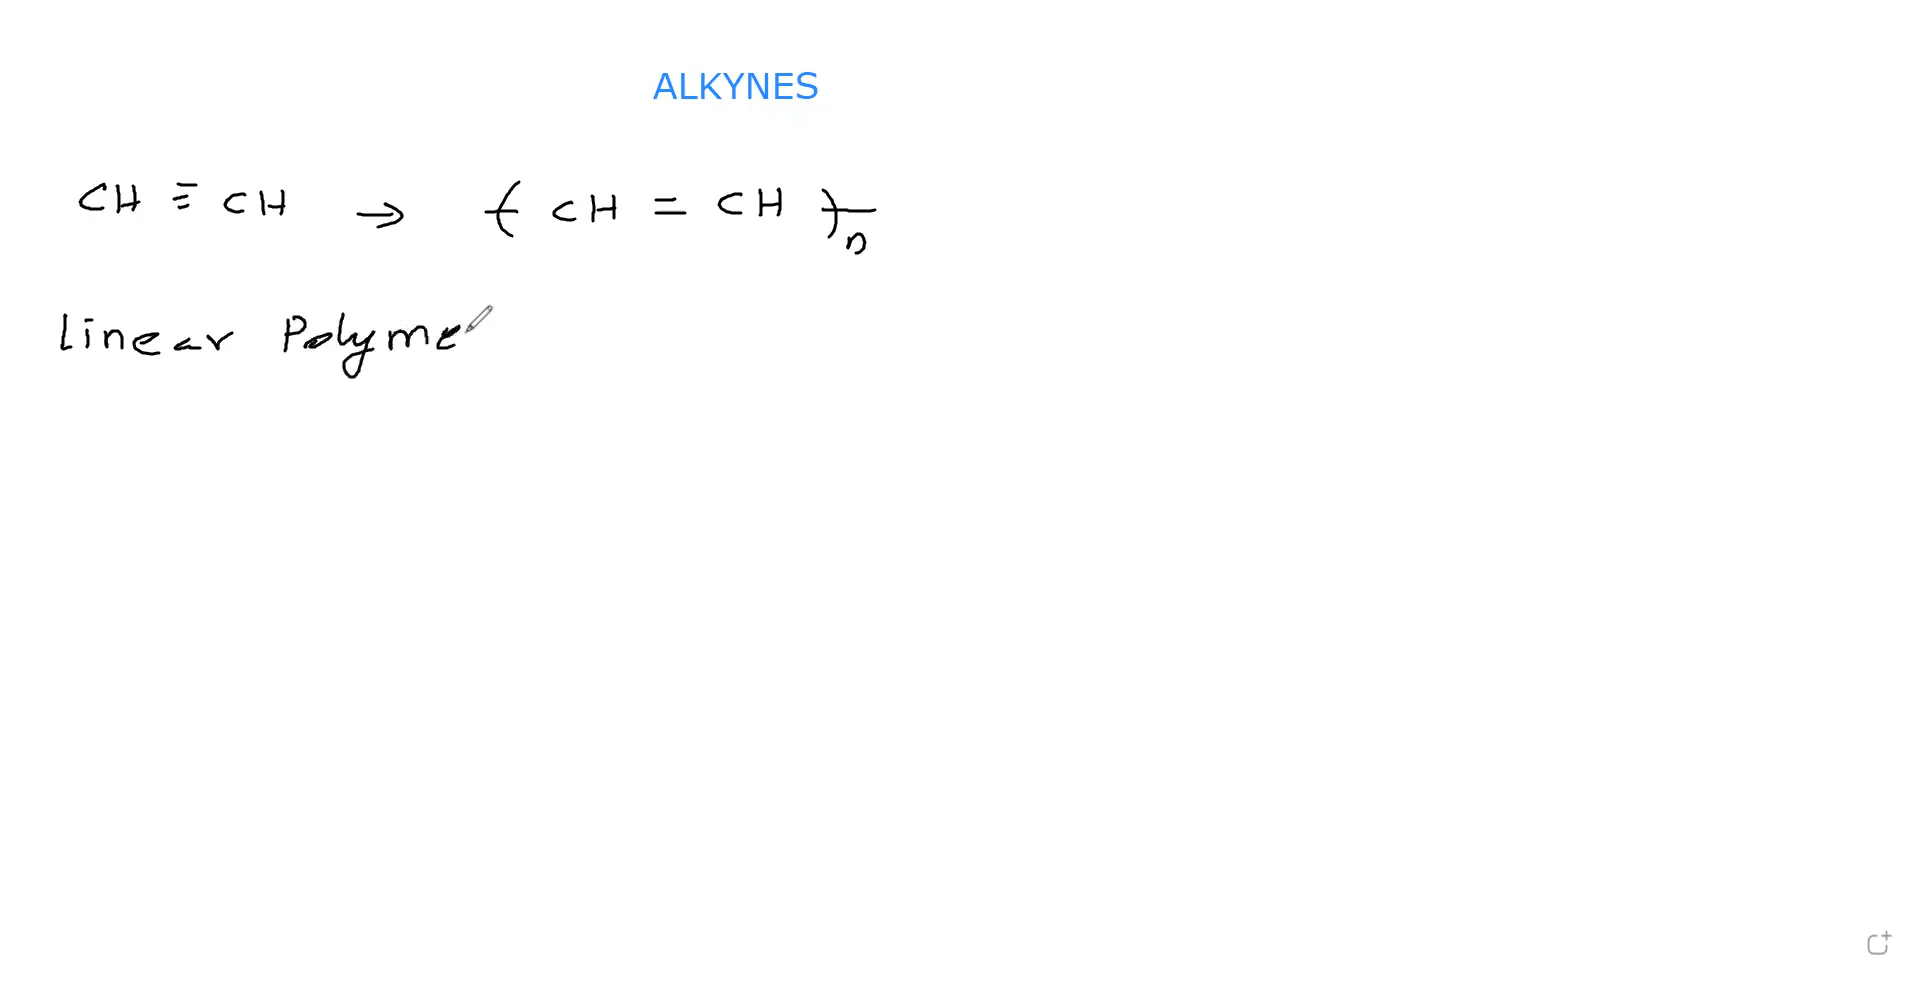 ALKYNES
CH ≡ CH → ( CH = CH )n
Linear Polyme